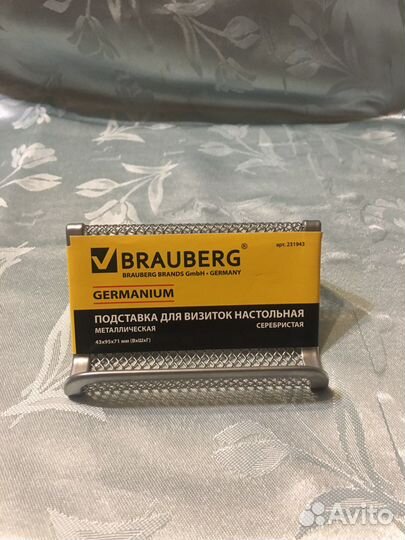 арт. 231943
BRAUBERG®
BRAUBERG BRANDS GmbH • GERMANY
GERMANIUM
ПОДСТАВКА ДЛЯ ВИЗИТОК НАСТОЛЬНАЯ
МЕТАЛЛИЧЕСКАЯ СЕРЕБРИСТАЯ
43х95х71 мм (ВхШхГ)
Avito